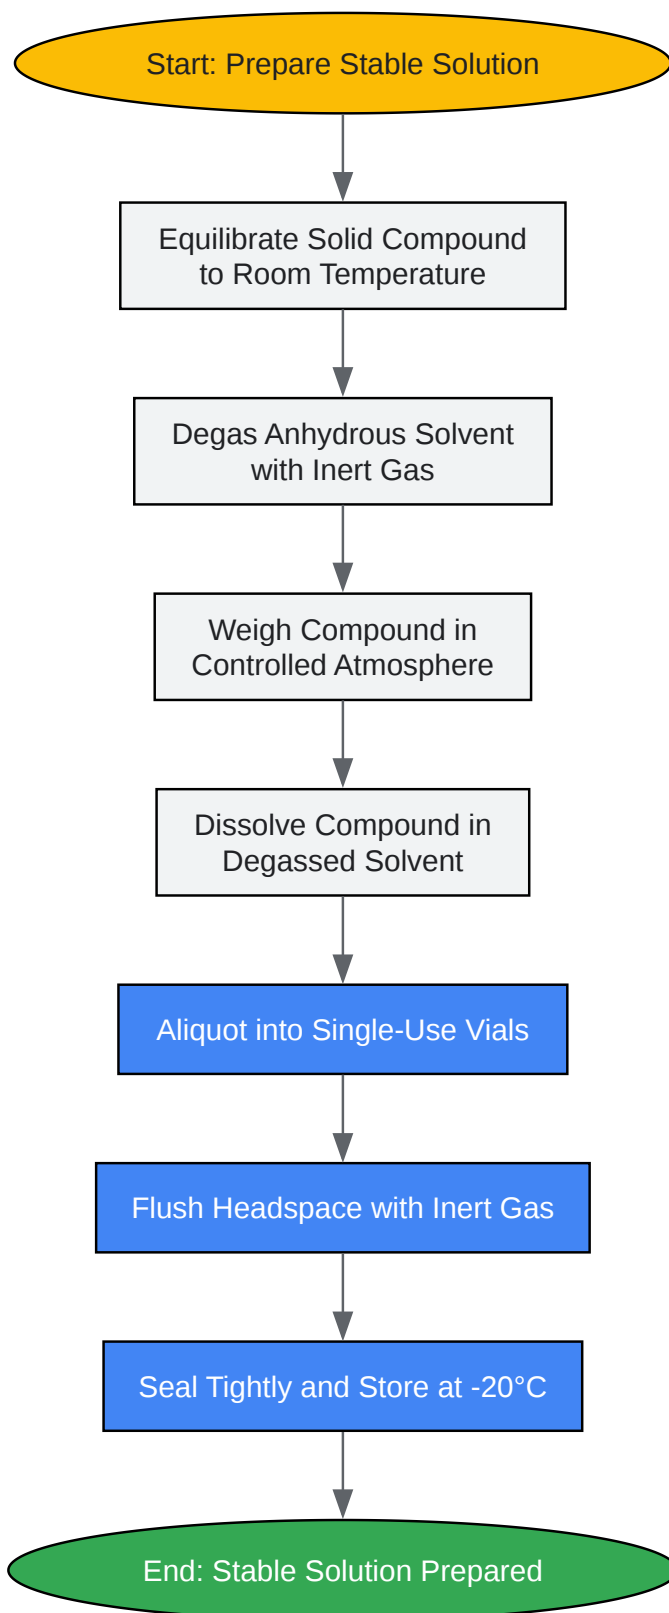 Start: Prepare Stable Solution
Equilibrate Solid Compound
to Room Temperature
Degas Anhydrous Solvent
with Inert Gas
Weigh Compound in
Controlled Atmosphere
Dissolve Compound in
Degassed Solvent
Aliquot into Single-Use Vials
Flush Headspace with Inert Gas
Seal Tightly and Store at -20°C
End: Stable Solution Prepared